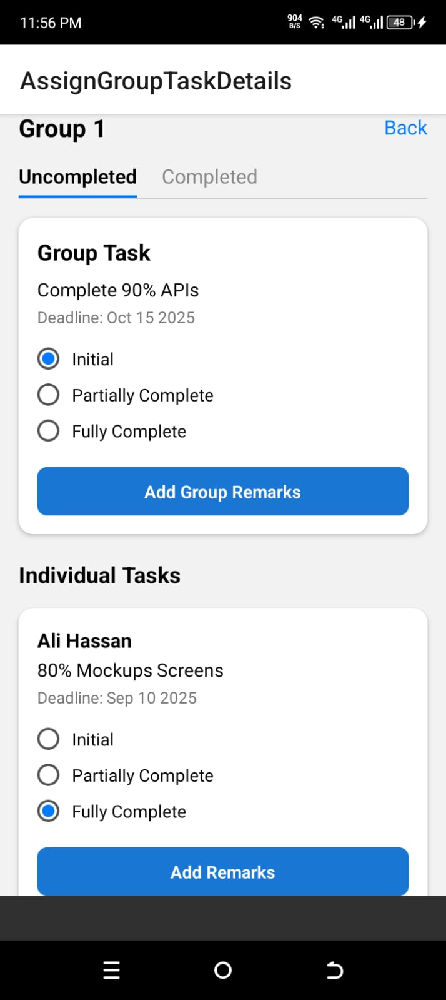 11:56 PM 904 B/S 4G 4G 48
AssignGroupTaskDetails
Group 1 Back
Uncompleted Completed
Group Task
Complete 90% APIs
Deadline: Oct 15 2025
Initial
Partially Complete
Fully Complete
Add Group Remarks
Individual Tasks
Ali Hassan
80% Mockups Screens
Deadline: Sep 10 2025
Initial
Partially Complete
Fully Complete
Add Remarks